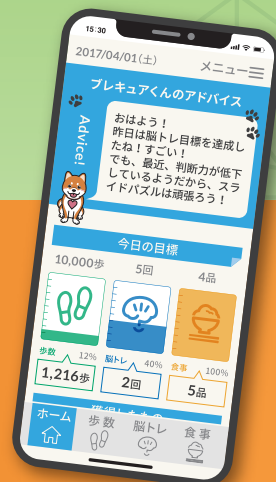 15:30
2017/04/01(土)
メニュー
プレキュアくんのアドバイス
Advice!
おはよう！
昨日は脳トレ目標を達成し
たね！すごい！
でも、最近、判断力が低下
しているようだから、スラ
イドパズルは頑張ろう！
今日の目標
10,000歩
5回
4品
歩数 12%
1,216歩
脳トレ 40%
2回
食事 100%
5品
ホーム
歩数
脳トレ
食事